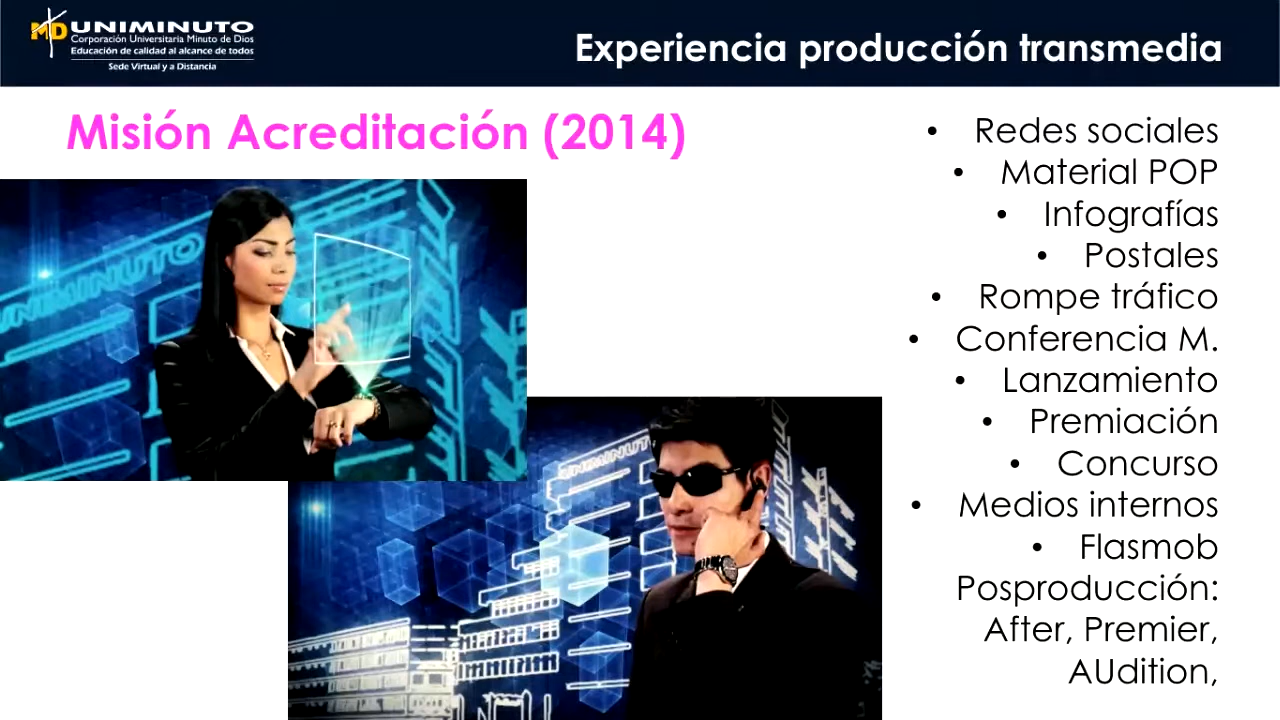 MD UNIMINUTO
Corporación Universitaria Minuto de Dios
Educación de calidad al alcance de todos
Sede Virtual y a Distancia
Experiencia producción transmedia
Misión Acreditación (2014)
UNIMINUTO
UNIMINUTO
• Redes sociales
• Material POP
• Infografías
• Postales
• Rompe tráfico
• Conferencia M.
• Lanzamiento
• Premiación
• Concurso
• Medios internos
• Flasmob
Posproducción:
After, Premier,
AUdition,